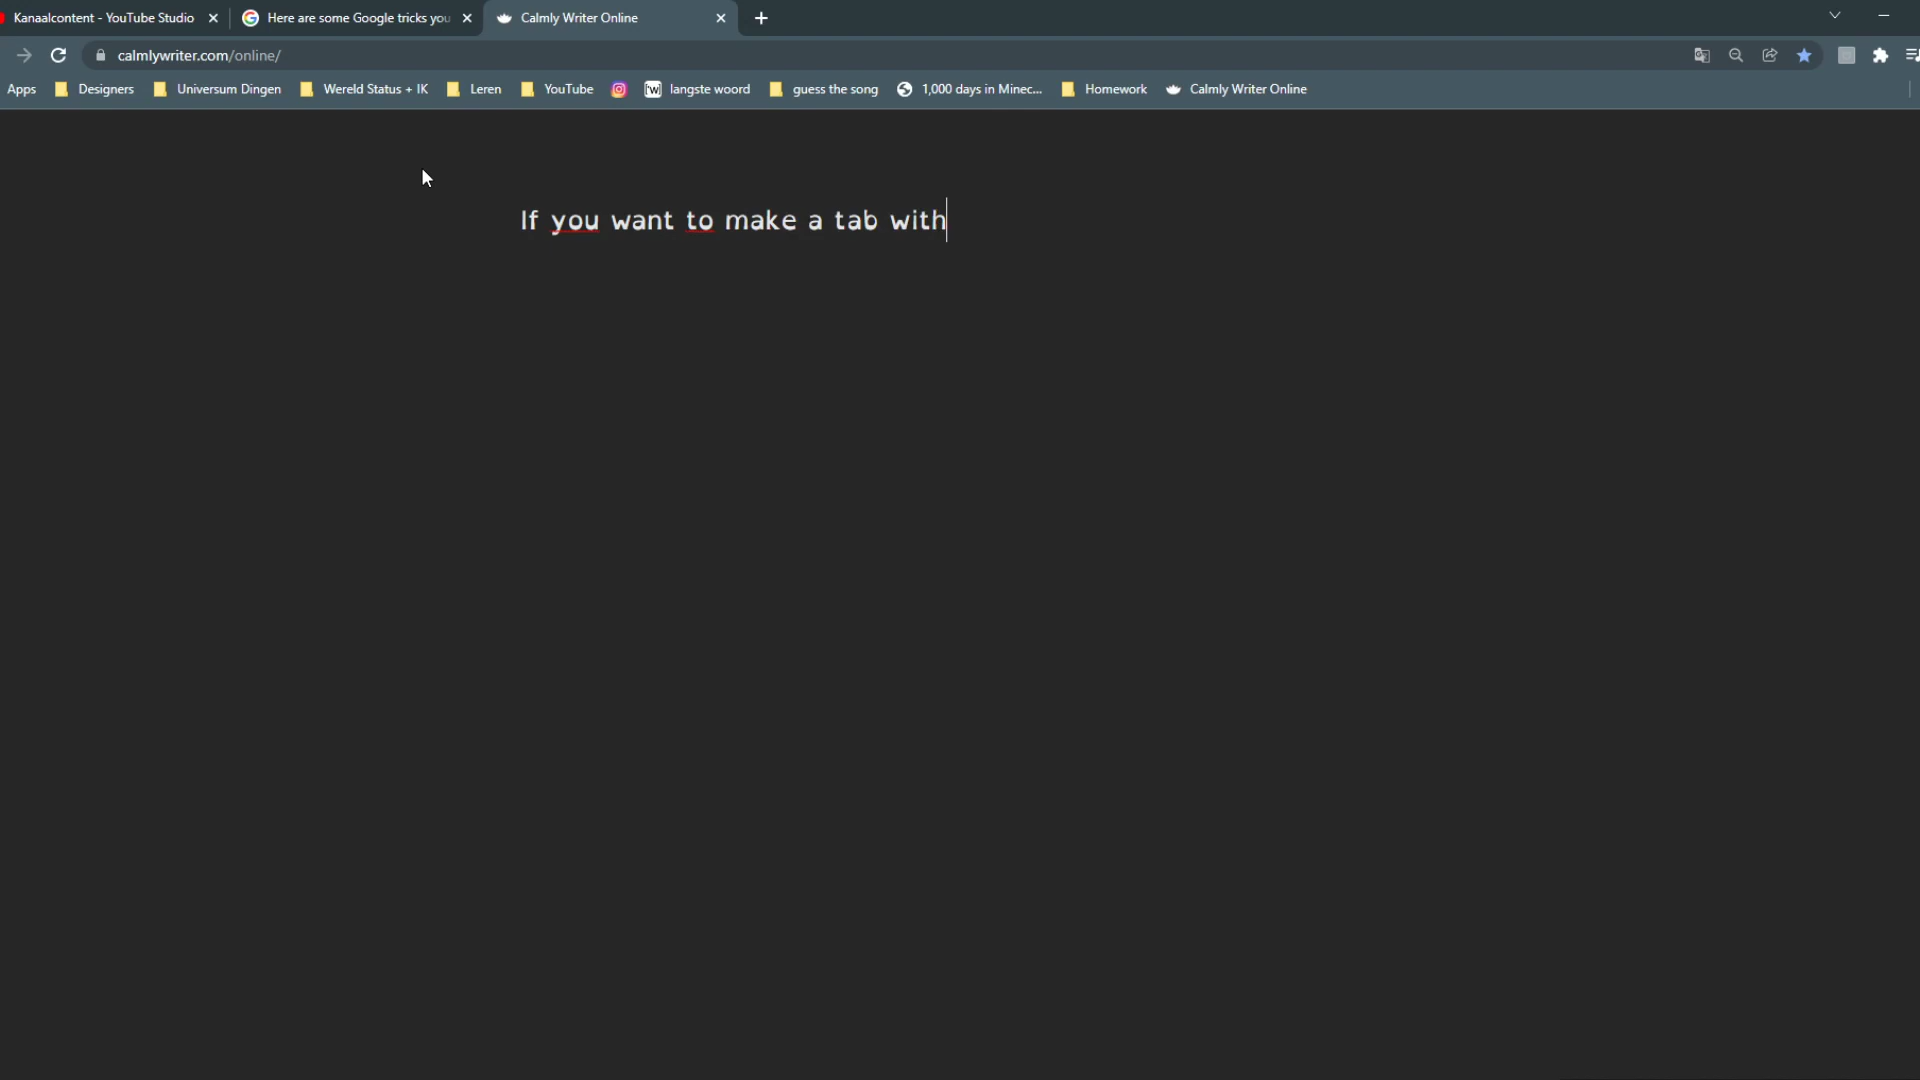 Kanaalcontent - YouTube Studio
Here are some Google tricks you
Calmly Writer Online
calmlywriter.com/online/
Apps
Designers
Universum Dingen
Wereld Status + IK
Leren
YouTube
langste woord
guess the song
1,000 days in Minec...
Homework
Calmly Writer Online
If you want to make a tab with